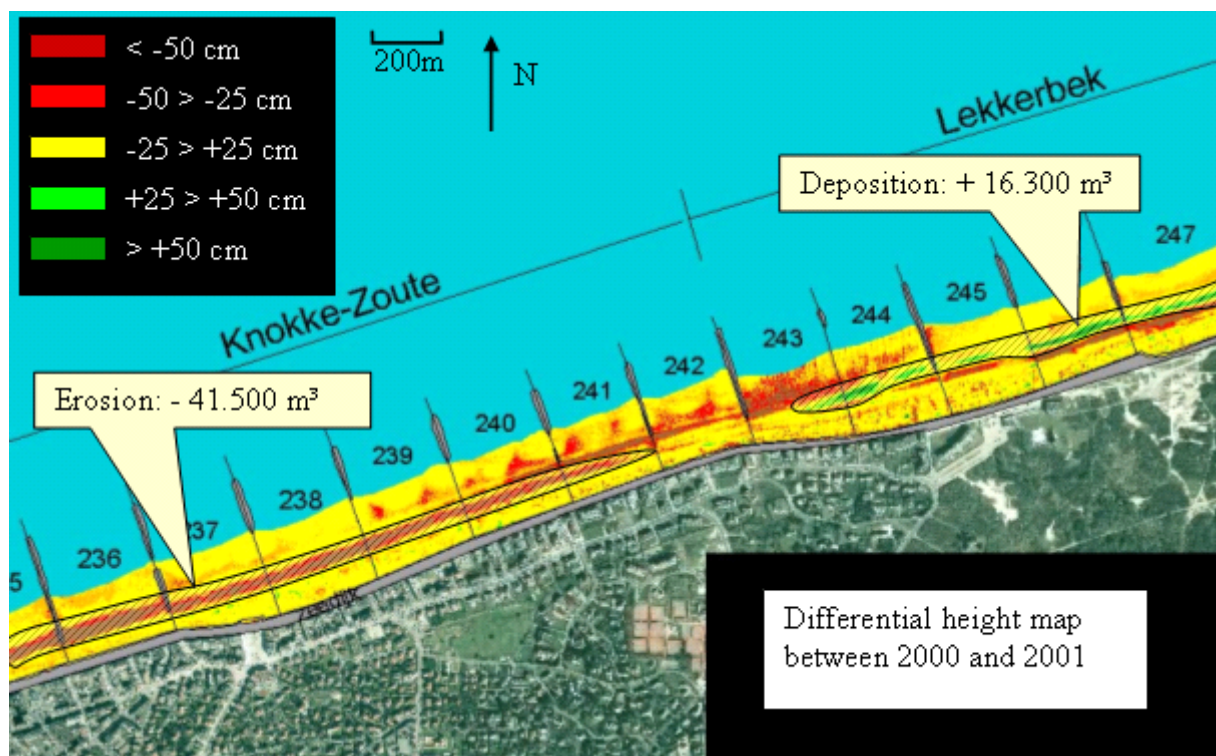 < -50 cm
-50 > -25 cm
-25 > +25 cm
+25 > +50 cm
> +50 cm
200m
N
Lekkerbek
Deposition: + 16.300 m³
Knokke-Zoute
Erosion: - 41.500 m³
247
245
244
243
242
241
240
239
238
237
236
5
Differential height map
between 2000 and 2001